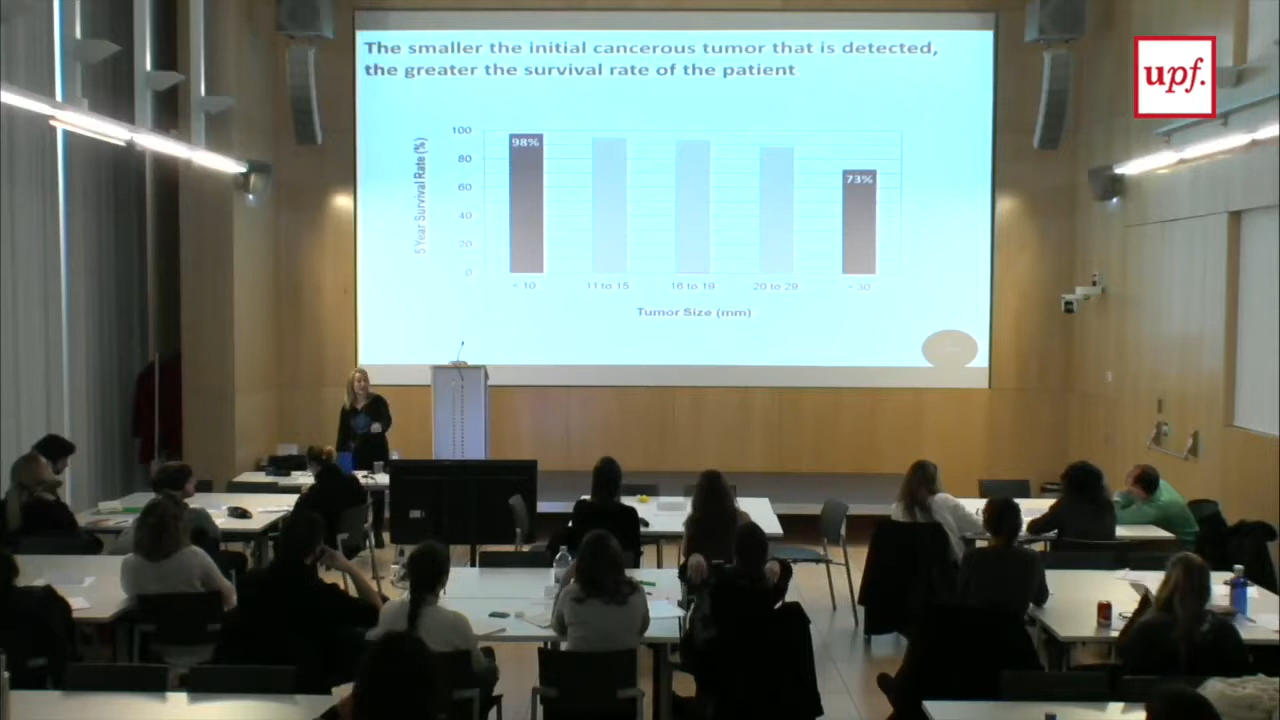 The smaller the initial cancerous tumor that is detected,
the greater the survival rate of the patient
upf.
5 Year Survival Rate (%)
100
80
60
40
20
0
98%
73%
< 10
11 to 15
16 to 19
20 to 29
> 30
Tumor Size (mm)